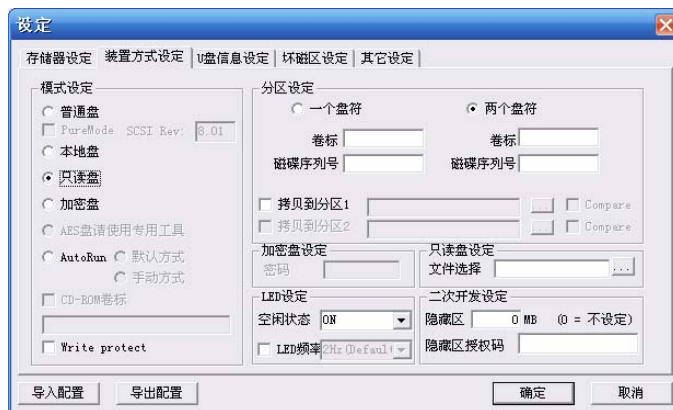 设定
存储器设定 装置方式设定 U盘信息设定 坏磁区设定 其它设定
模式设定
普通盘
PureMode SCSI Rev: 8.01
本地盘
只读盘
加密盘
AES盘请使用专用工具
AutoRun 默认方式
手动方式
CD-ROM卷标
Write protect
分区设定
一个盘符 两个盘符
卷标 卷标
磁碟序列号 磁碟序列号
拷贝到分区1 ... Compare
拷贝到分区2 ... Compare
加密盘设定
密码
只读盘设定
文件选择 ...
LED设定
空闲状态 ON
LED频率 2Hz(Default
二次开发设定
隐藏区 0 MB (0 = 不设定)
隐藏区授权码
导入配置 导出配置 确定 取消